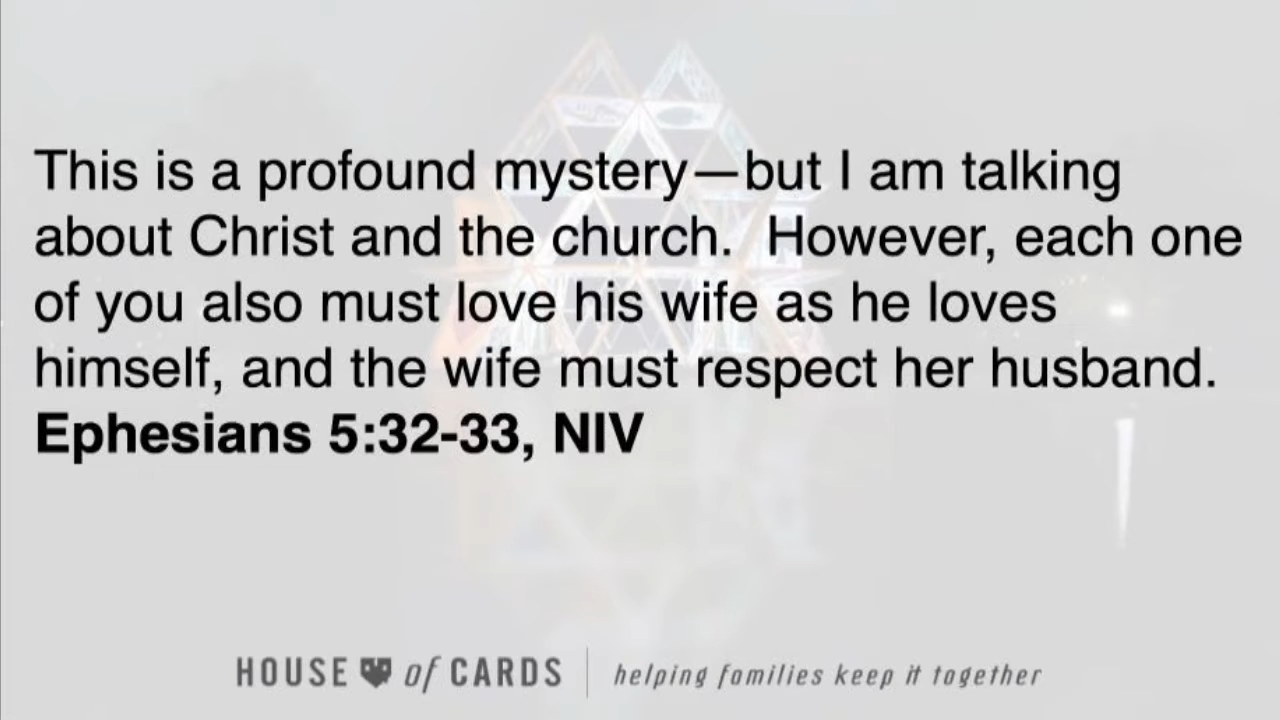 This is a profound mystery—but I am talking
about Christ and the church.  However, each one
of you also must love his wife as he loves
himself, and the wife must respect her husband.
Ephesians 5:32-33, NIV
HOUSE of CARDS | helping families keep it together